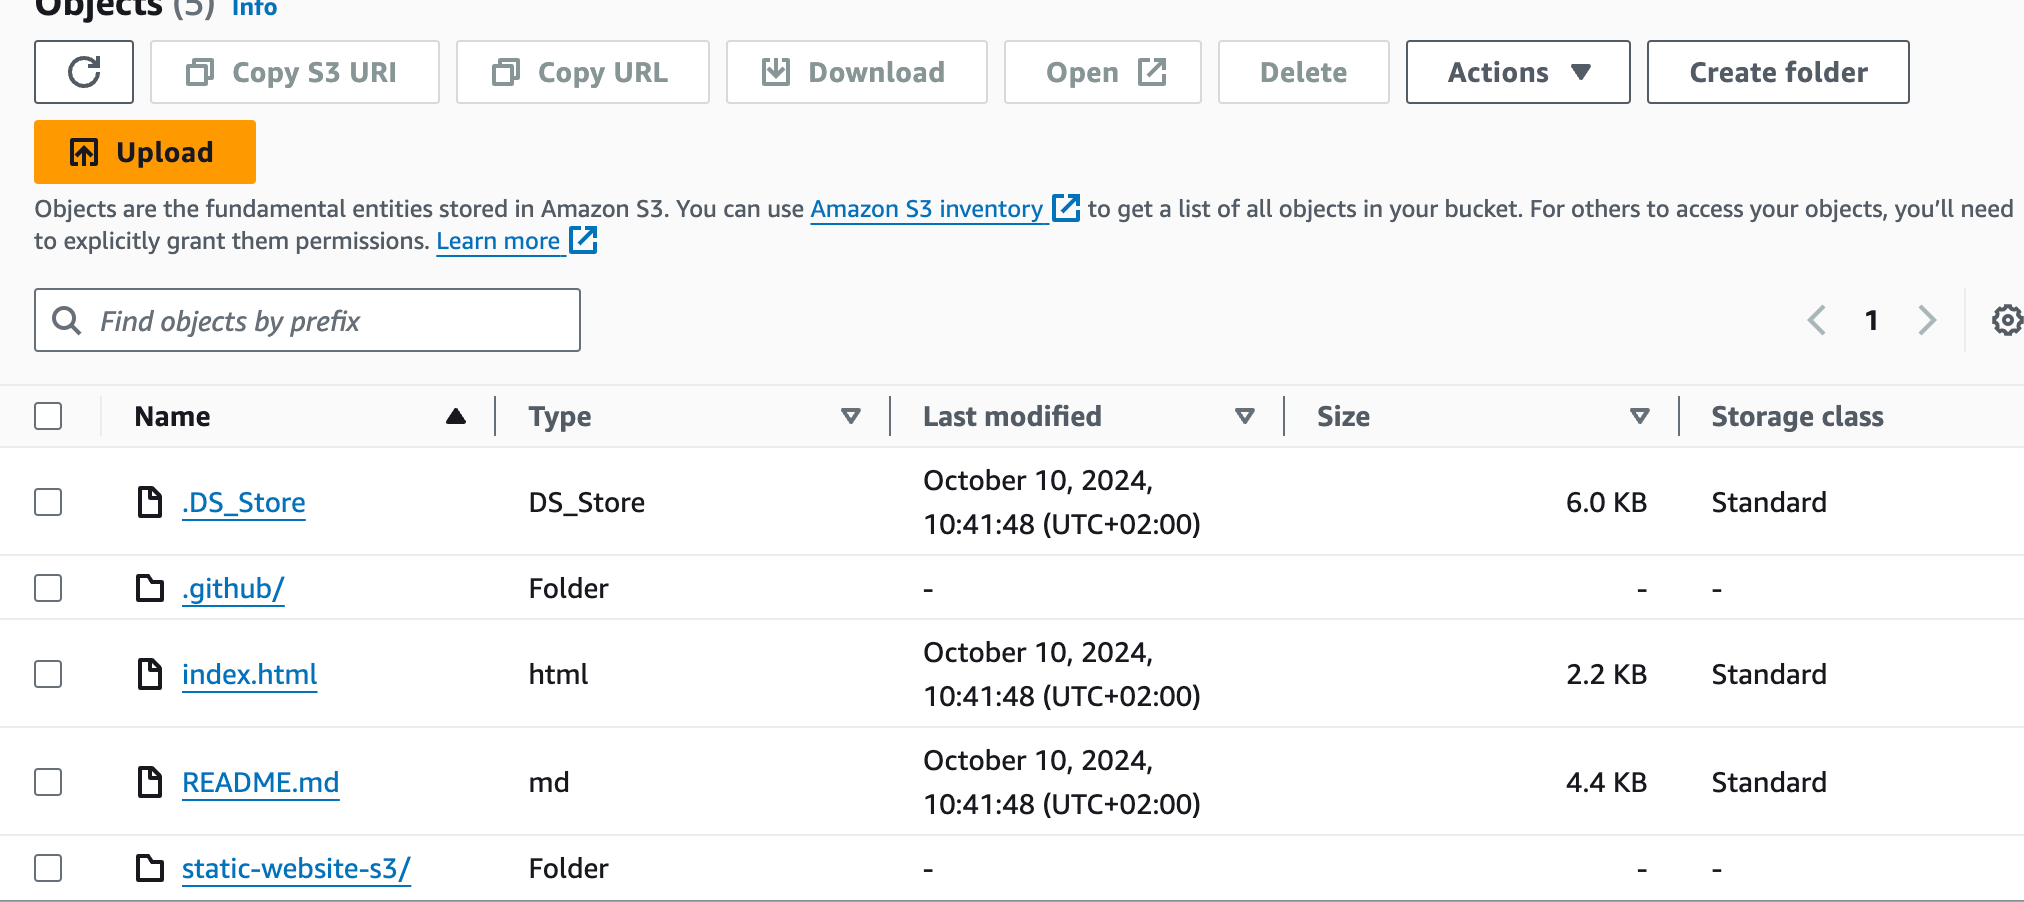 Objects (5) Info
Copy S3 URI Copy URL Download Open Delete Actions Create folder
Upload
Objects are the fundamental entities stored in Amazon S3. You can use Amazon S3 inventory to get a list of all objects in your bucket. For others to access your objects, you’ll need
to explicitly grant them permissions. Learn more
Find objects by prefix
1
Name Type Last modified Size Storage class
.DS_Store DS_Store October 10, 2024, 10:41:48 (UTC+02:00) 6.0 KB Standard
.github/ Folder - - -
index.html html October 10, 2024, 10:41:48 (UTC+02:00) 2.2 KB Standard
README.md md October 10, 2024, 10:41:48 (UTC+02:00) 4.4 KB Standard
static-website-s3/ Folder - - -